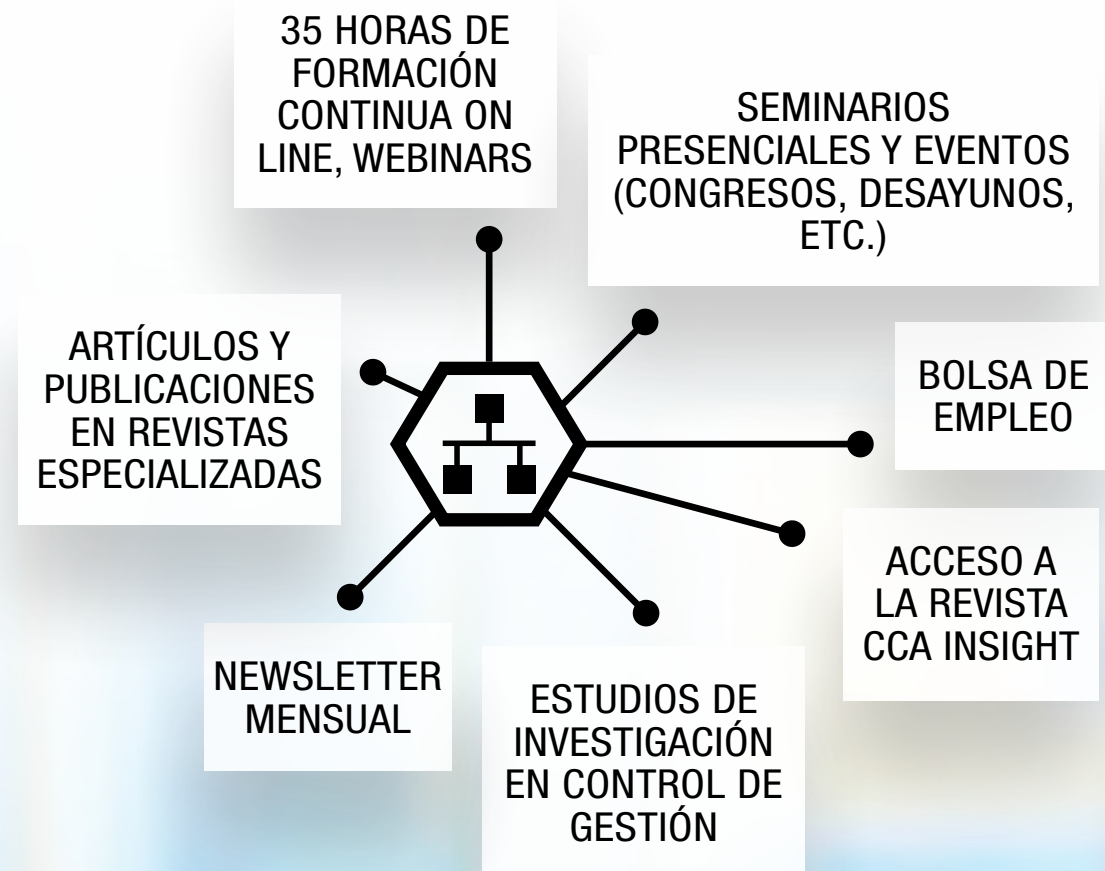 35 HORAS DE
FORMACIÓN
CONTINUA ON
LINE, WEBINARS
SEMINARIOS
PRESENCIALES Y EVENTOS
(CONGRESOS, DESAYUNOS,
ETC.)
ARTÍCULOS Y
PUBLICACIONES
EN REVISTAS
ESPECIALIZADAS
BOLSA DE
EMPLEO
ACCESO A
LA REVISTA
CCA INSIGHT
NEWSLETTER
MENSUAL
ESTUDIOS DE
INVESTIGACIÓN
EN CONTROL DE
GESTIÓN